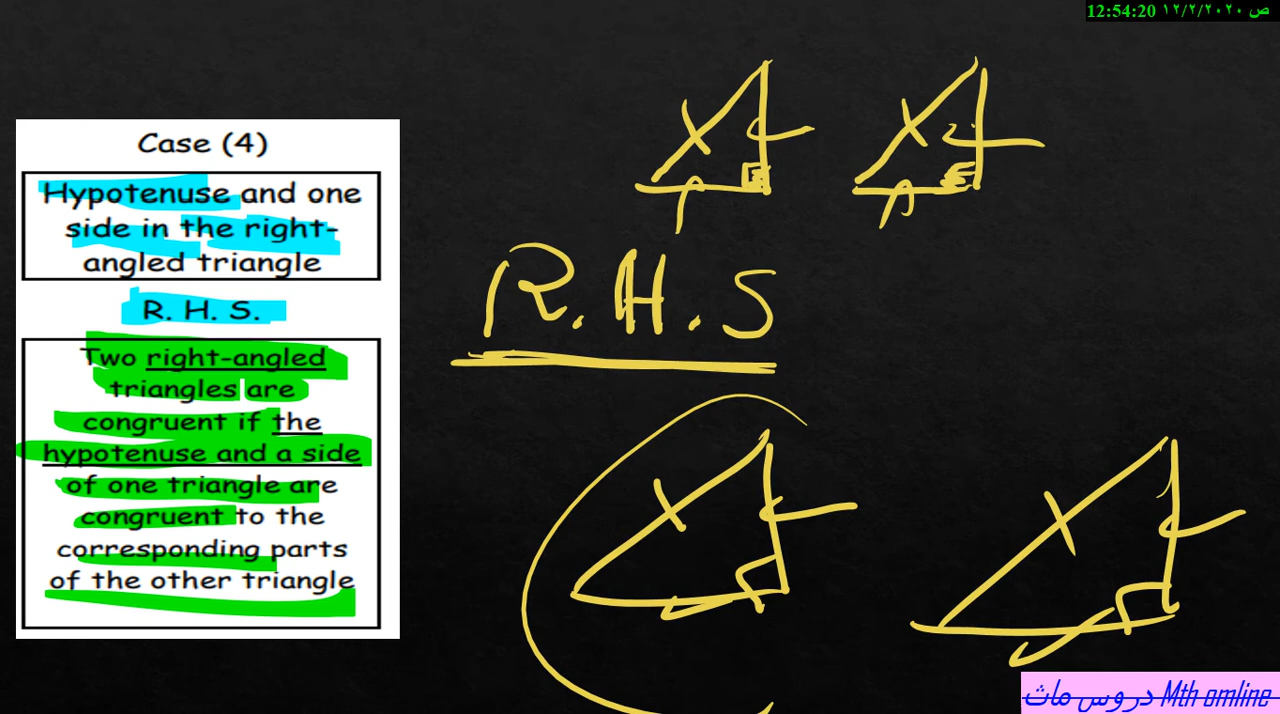 12:54:20 ١٢/٢/٢٠٢٠ ص
Case (4)
Hypotenuse and one
side in the right-
angled triangle
R. H. S.
Two right-angled
triangles are
congruent if the
hypotenuse and a side
of one triangle are
congruent to the
corresponding parts
of the other triangle
R.H.S
دروس ماث Mth omline